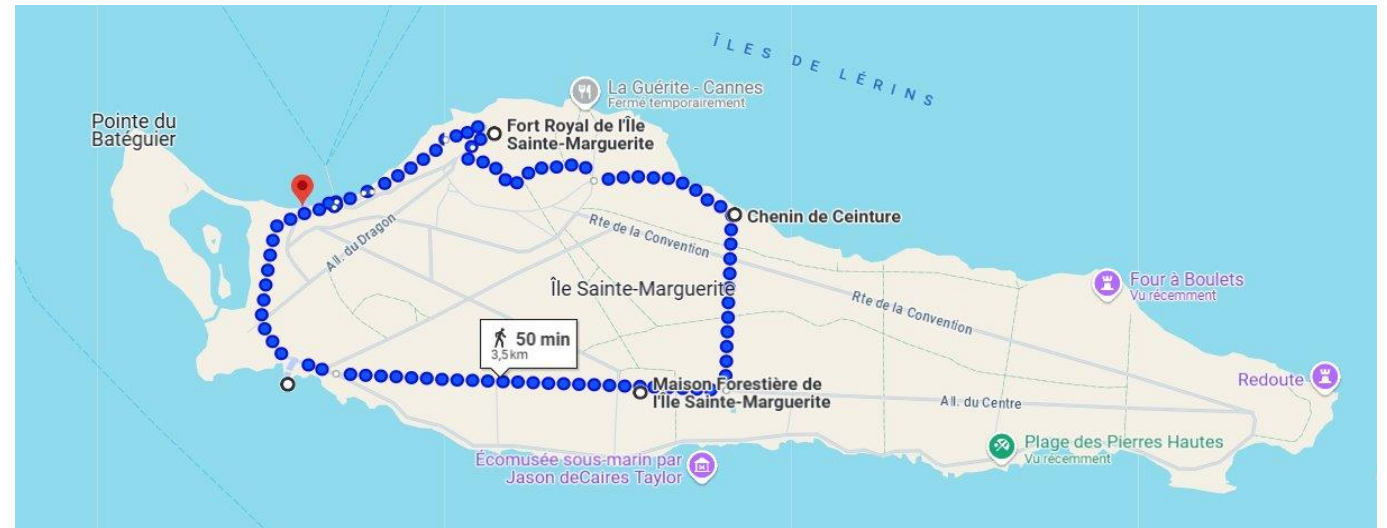 ÎLES DE LÉRINS
La Guérite - Cannes
Fermé temporairement
Pointe du
Batéguier
Fort Royal de l'Île
Sainte-Marguerite
Chenin de Ceinture
All. du Dragon
Rte de la Convention
Île Sainte-Marguerite
Four à Boulets
Vu récemment
Rte de la Convention
50 min
3,5 km
Redoute
Maison Forestière de
l'Ile Sainte-Marguerite
All. du Centre
Plage des Pierres Hautes
Vu récemment
Écomusée sous-marin par
Jason deCaires Taylor